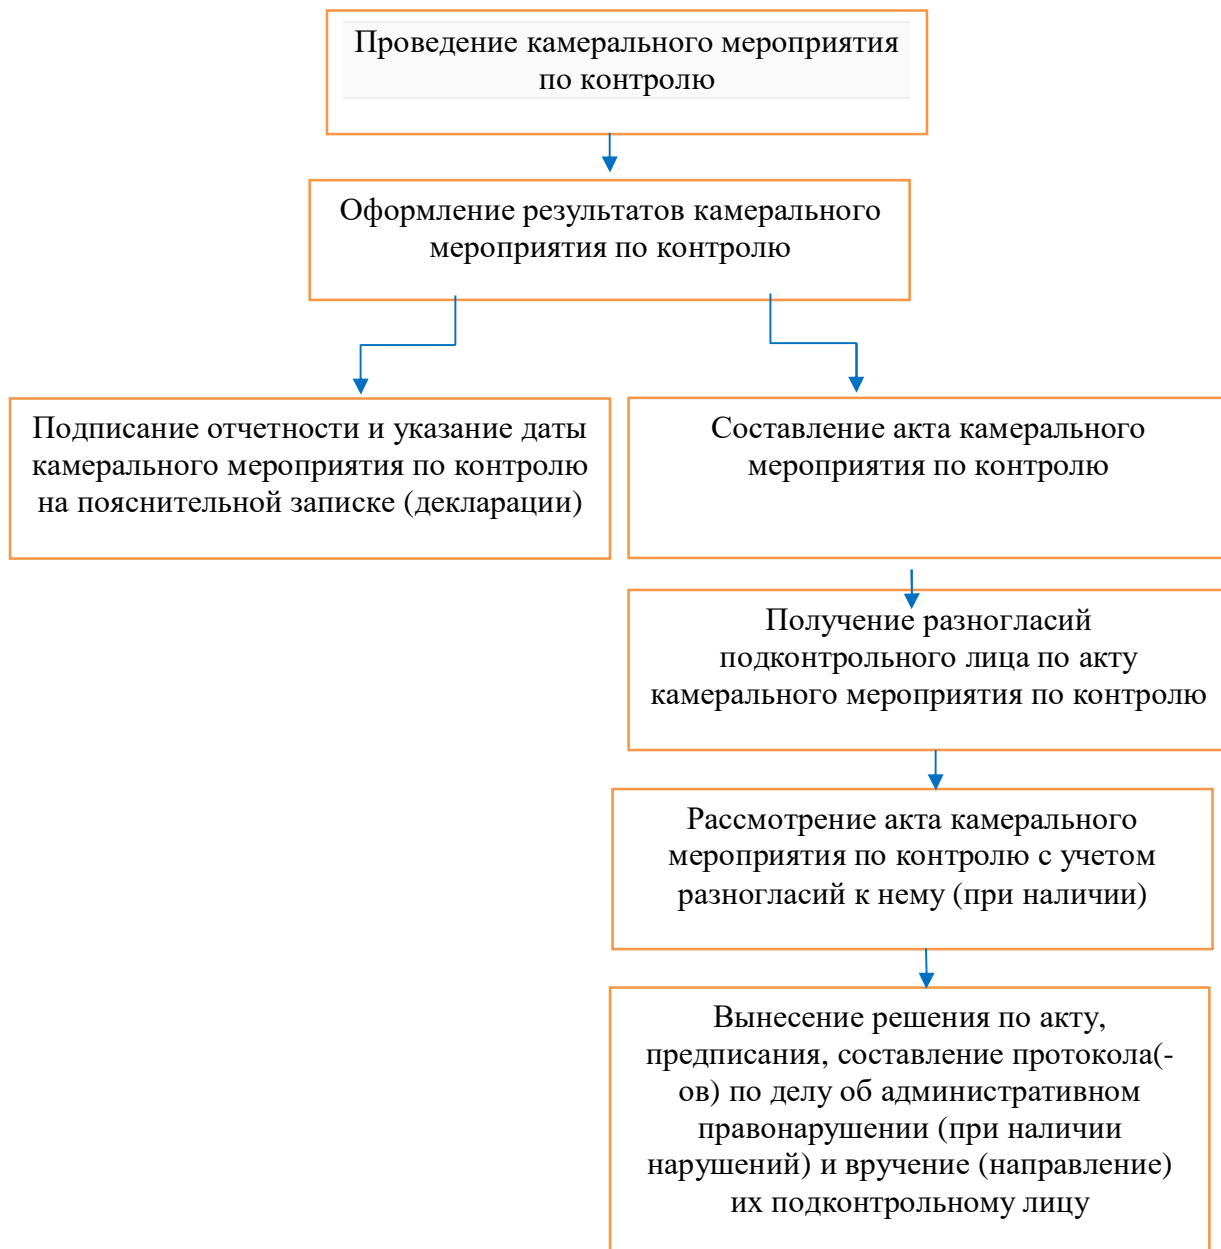 Проведение камерального мероприятия
по контролю
Оформление результатов камерального
мероприятия по контролю
Подписание отчетности и указание даты
камерального мероприятия по контролю
на пояснительной записке (декларации)
Составление акта камерального
мероприятия по контролю
Получение разногласий
подконтрольного лица по акту
камерального мероприятия по контролю
Рассмотрение акта камерального
мероприятия по контролю с учетом
разногласий к нему (при наличии)
Вынесение решения по акту,
предписания, составление протокола(-
ов) по делу об административном
правонарушении (при наличии
нарушений) и вручение (направление)
их подконтрольному лицу